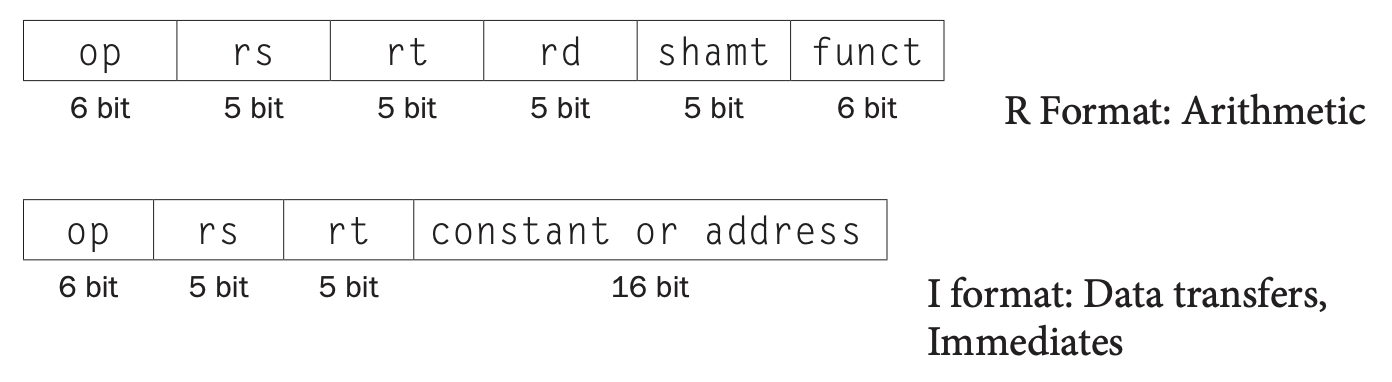 op rs rt rd shamt funct
6 bit 5 bit 5 bit 5 bit 5 bit 6 bit
R Format: Arithmetic
op rs rt constant or address
6 bit 5 bit 5 bit 16 bit
I format: Data transfers,
Immediates